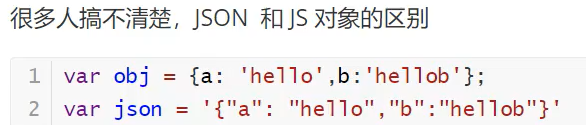 很多人搞不清楚，JSON 和 JS 对象的区别
1 var obj = {a: 'hello',b:'hellob'};
2 var json = '{"a": "hello","b":"hellob"}'